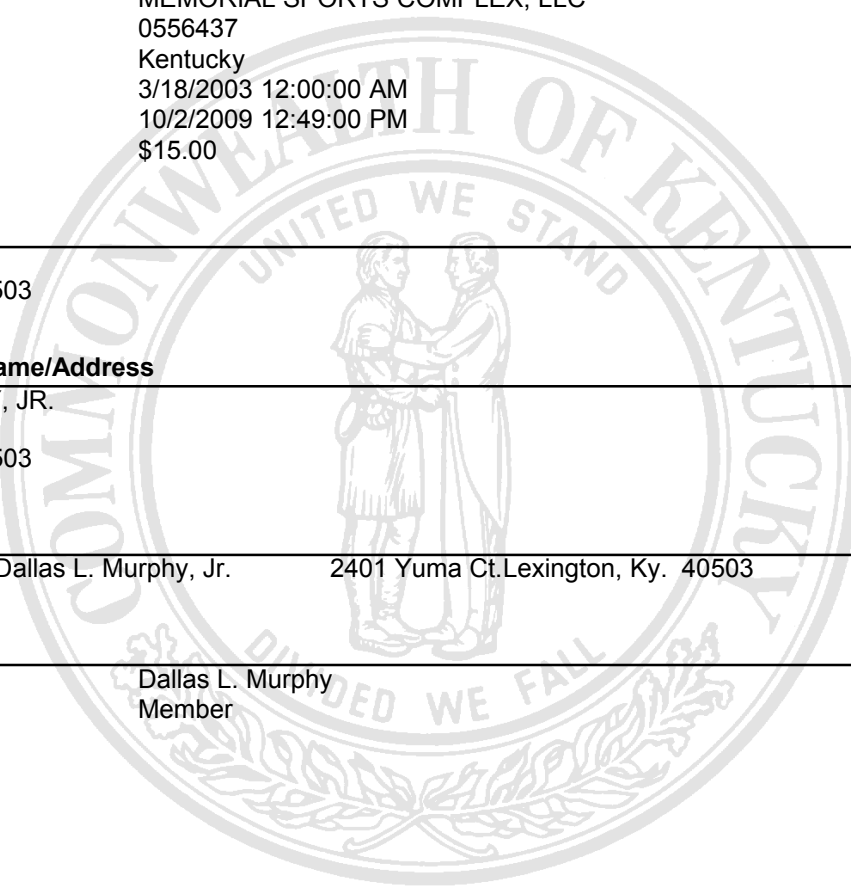 MEMORIAL SPORTS COMPLEX, LLC
0556437
Kentucky
3/18/2003 12:00:00 AM
10/2/2009 12:49:00 PM
$15.00
503
ame/Address
, JR.
503
Dallas L. Murphy, Jr. 2401 Yuma Ct.Lexington, Ky. 40503
Dallas L. Murphy
Member
COMMONWEALTH OF KENTUCKY
UNITED WE STAND
DIVIDED WE FALL